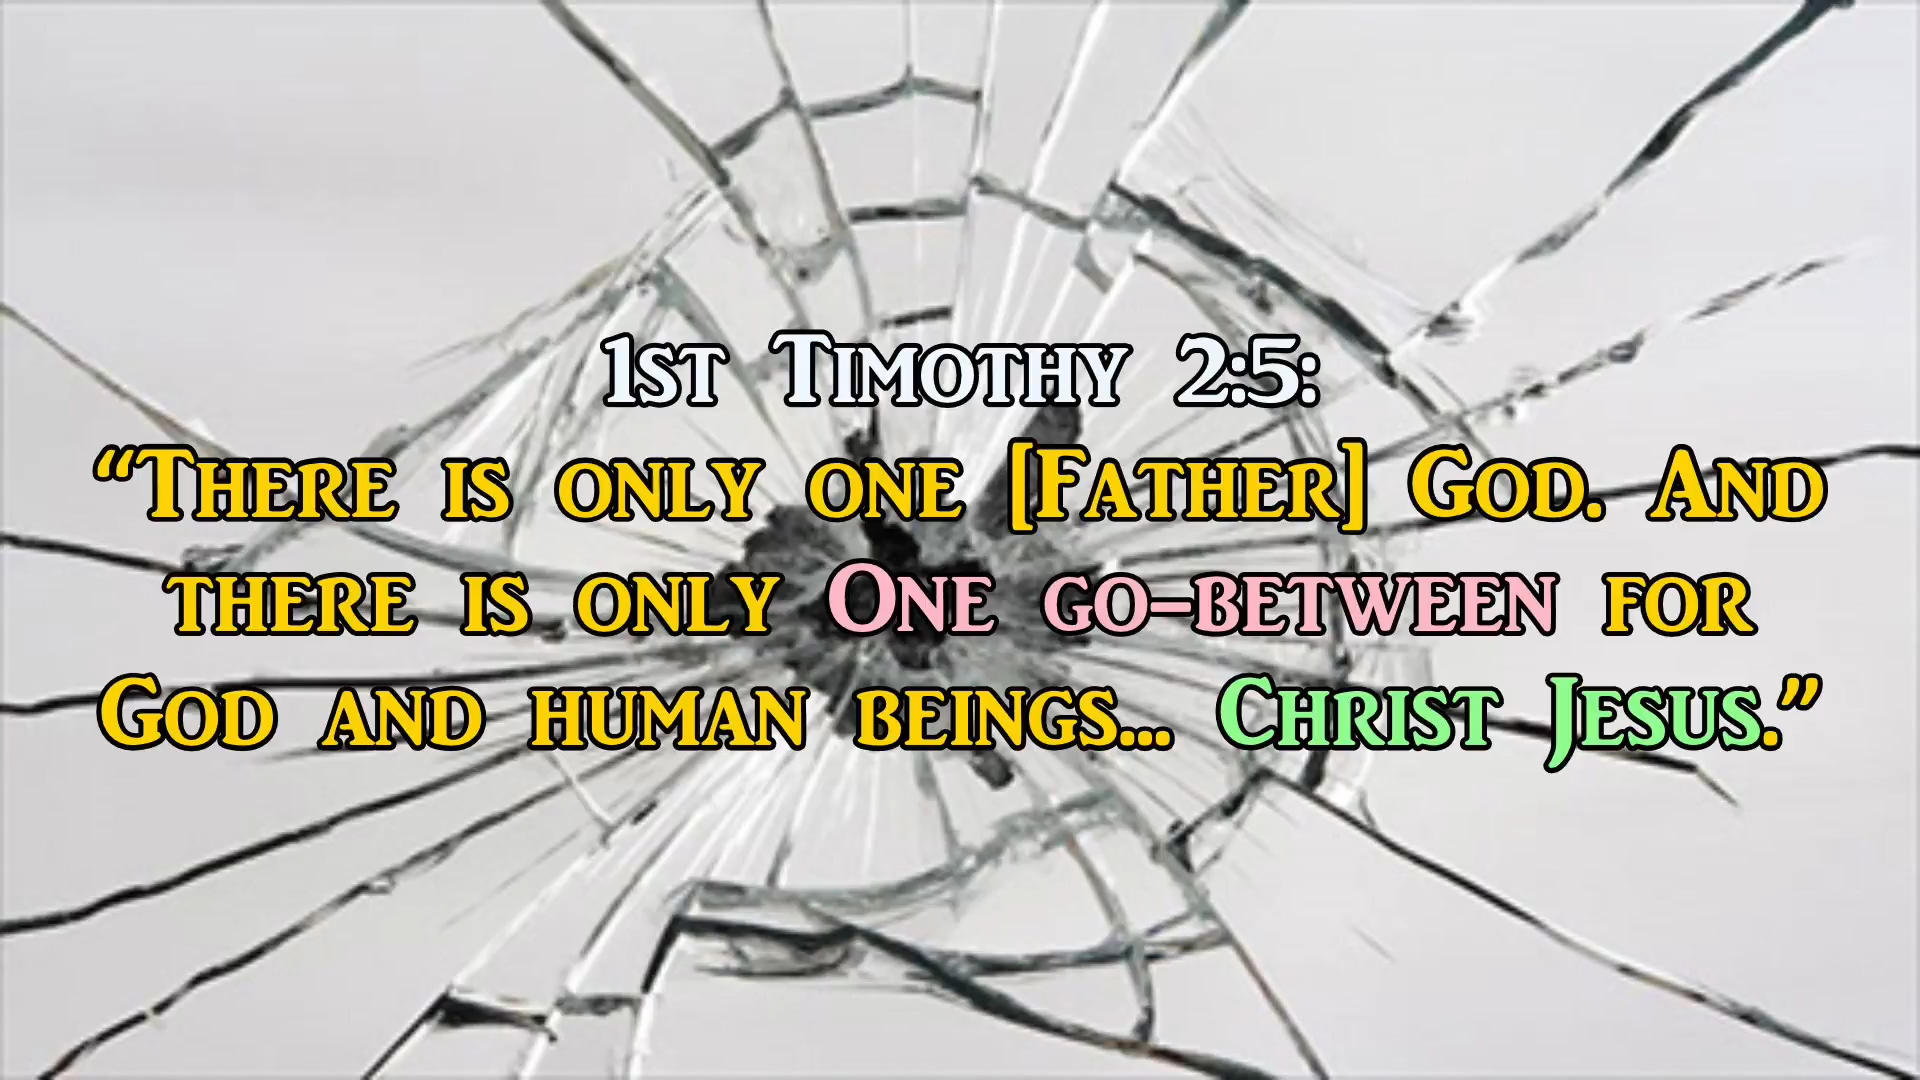 1st Timothy 2:5:
“There is only one [Father] God. And
there is only One go-between for
God and human beings... Christ Jesus.”